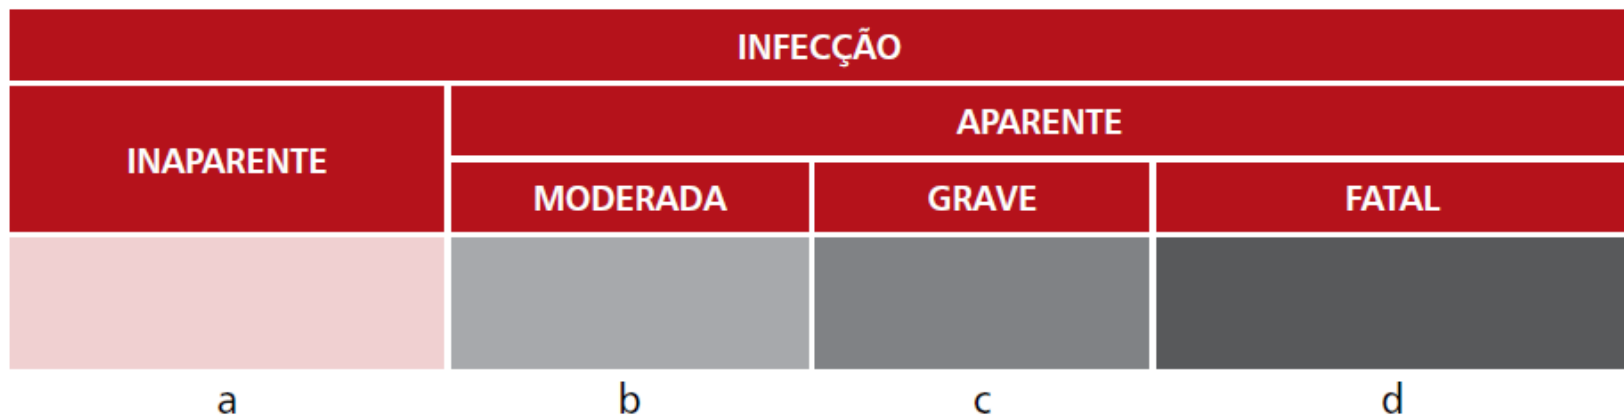 INFECÇÃO
INAPARENTE
APARENTE
MODERADA GRAVE FATAL
a b c d